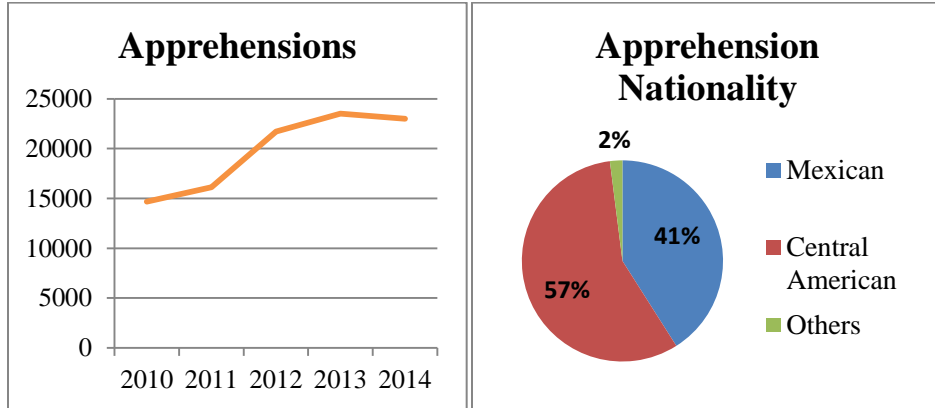 Apprehensions
25000
20000
15000
10000
5000
0
2010 2011 2012 2013 2014
Apprehension
Nationality
2%
41%
57%
Mexican
Central
American
Others